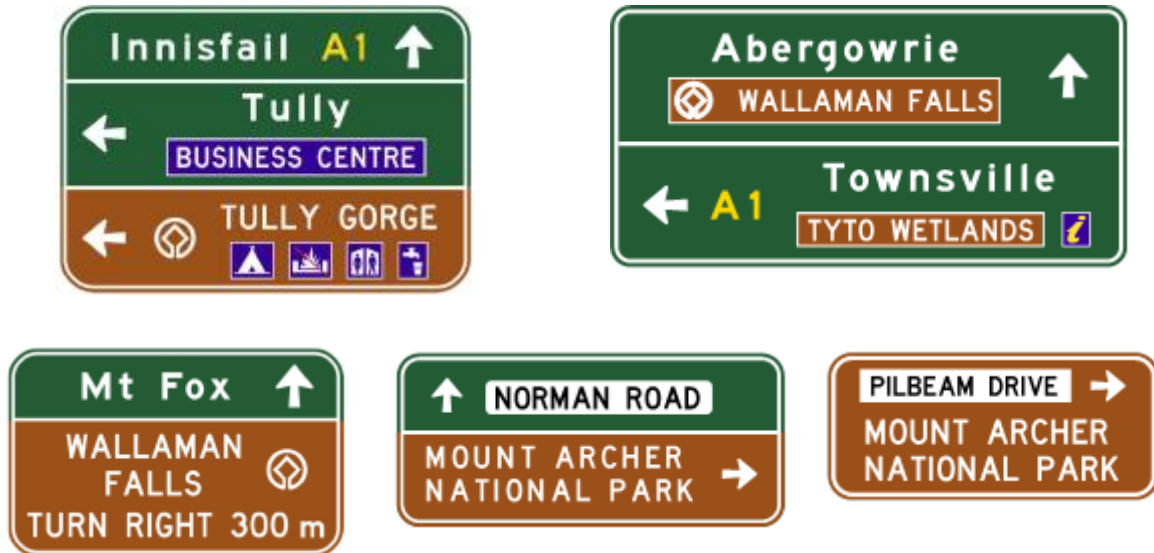 Innisfail A1
Tully
BUSINESS CENTRE
TULLY GORGE
Abergowrie
WALLAMAN FALLS
A1 Townsville
TYTO WETLANDS i
Mt Fox
WALLAMAN
FALLS
TURN RIGHT 300 m
NORMAN ROAD
MOUNT ARCHER
NATIONAL PARK
PILBEAM DRIVE
MOUNT ARCHER
NATIONAL PARK